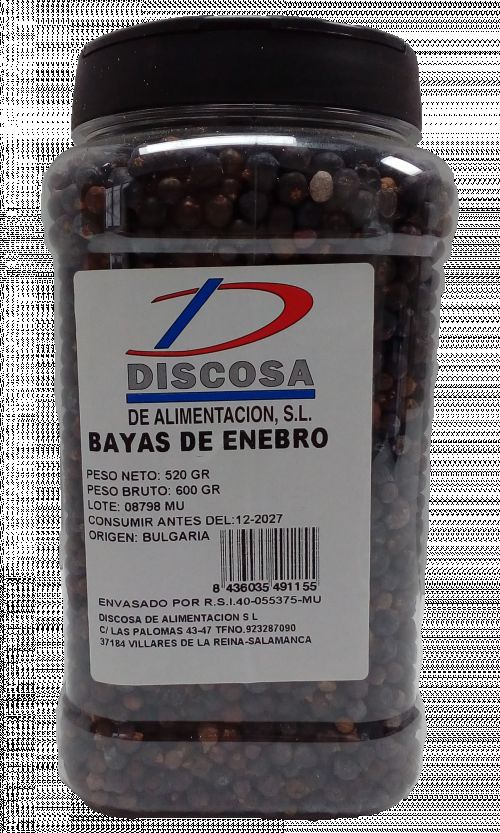 DISCOSA
DE ALIMENTACION, S.L.
BAYAS DE ENEBRO
PESO NETO: 520 GR
PESO BRUTO: 600 GR
LOTE: 08798 MU
CONSUMIR ANTES DEL:12-2027
ORIGEN: BULGARIA
8 436035 491155
ENVASADO POR R.S.I.40-055375-MU
DISCOSA DE ALIMENTACION S L
C/ LAS PALOMAS 43-47 TFNO.923287090
37184 VILLARES DE LA REINA-SALAMANCA